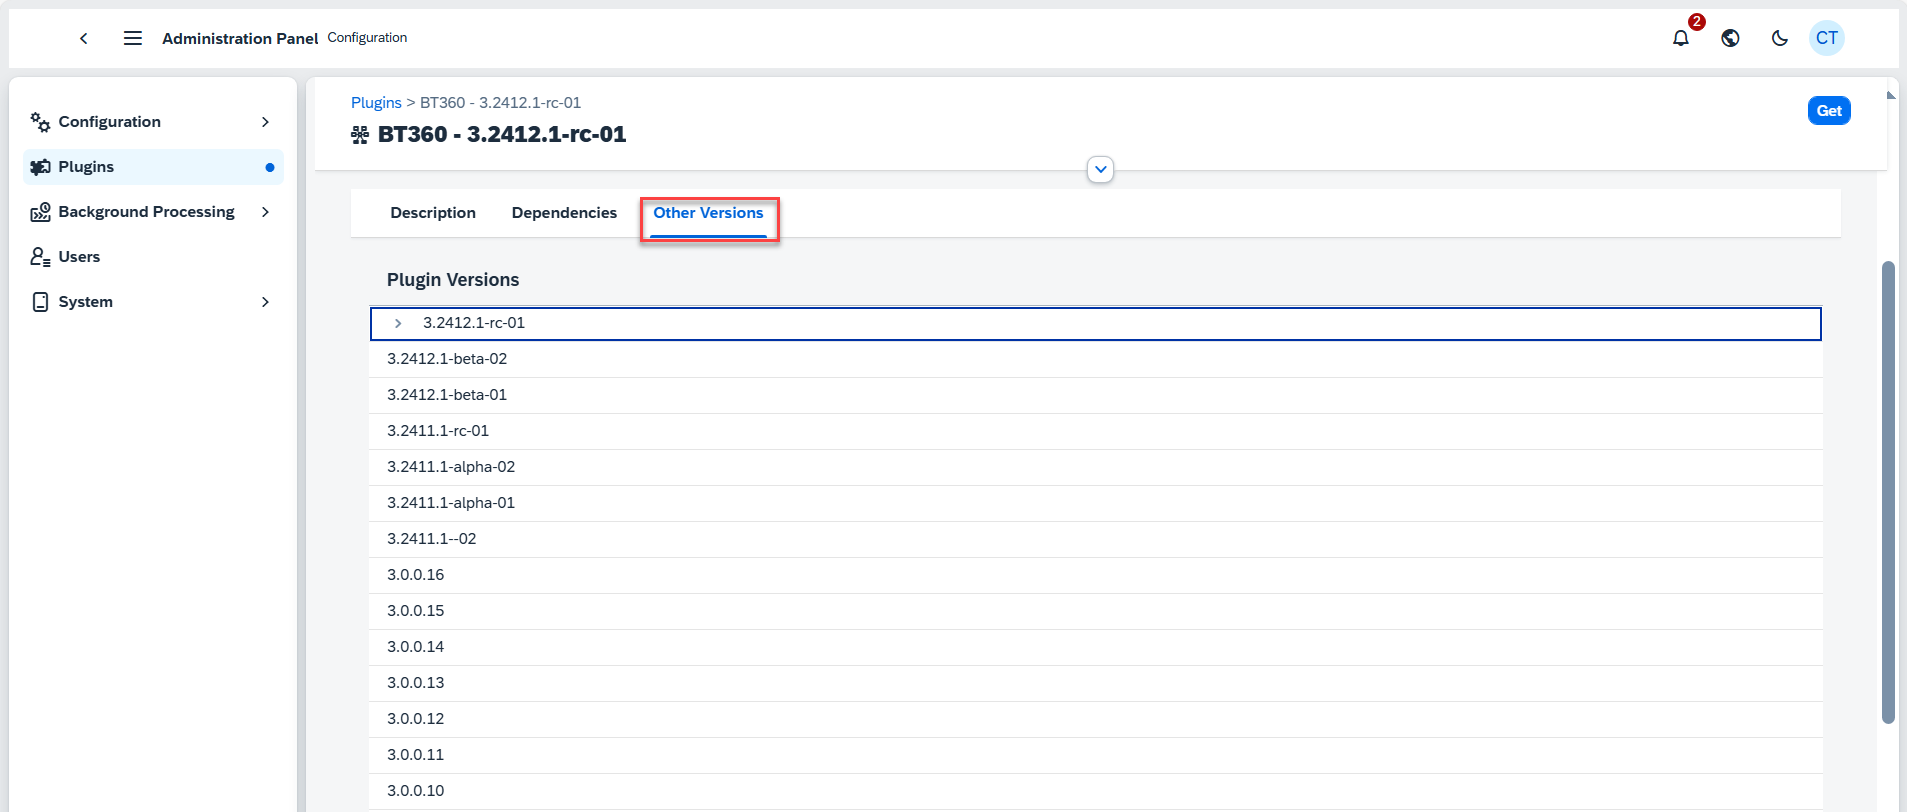 Administration Panel Configuration
2
CT
Configuration
Plugins
Background Processing
Users
System
Plugins > BT360 - 3.2412.1-rc-01
BT360 - 3.2412.1-rc-01
Get
Description Dependencies Other Versions
Plugin Versions
3.2412.1-rc-01
3.2412.1-beta-02
3.2412.1-beta-01
3.2411.1-rc-01
3.2411.1-alpha-02
3.2411.1-alpha-01
3.2411.1--02
3.0.0.16
3.0.0.15
3.0.0.14
3.0.0.13
3.0.0.12
3.0.0.11
3.0.0.10